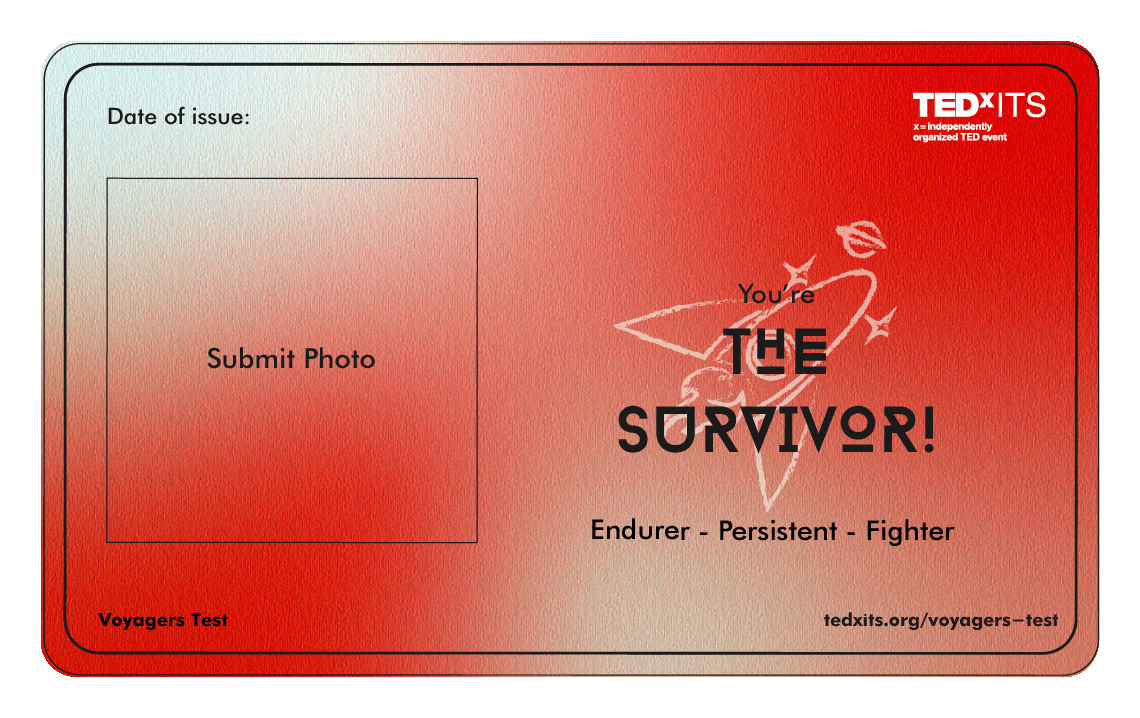 Date of issue:
TEDxITS
x = independently
organized TED event
Submit Photo
You're
THE
SURVIVOR!
Endurer - Persistent - Fighter
Voyagers Test
tedxits.org/voyagers-test